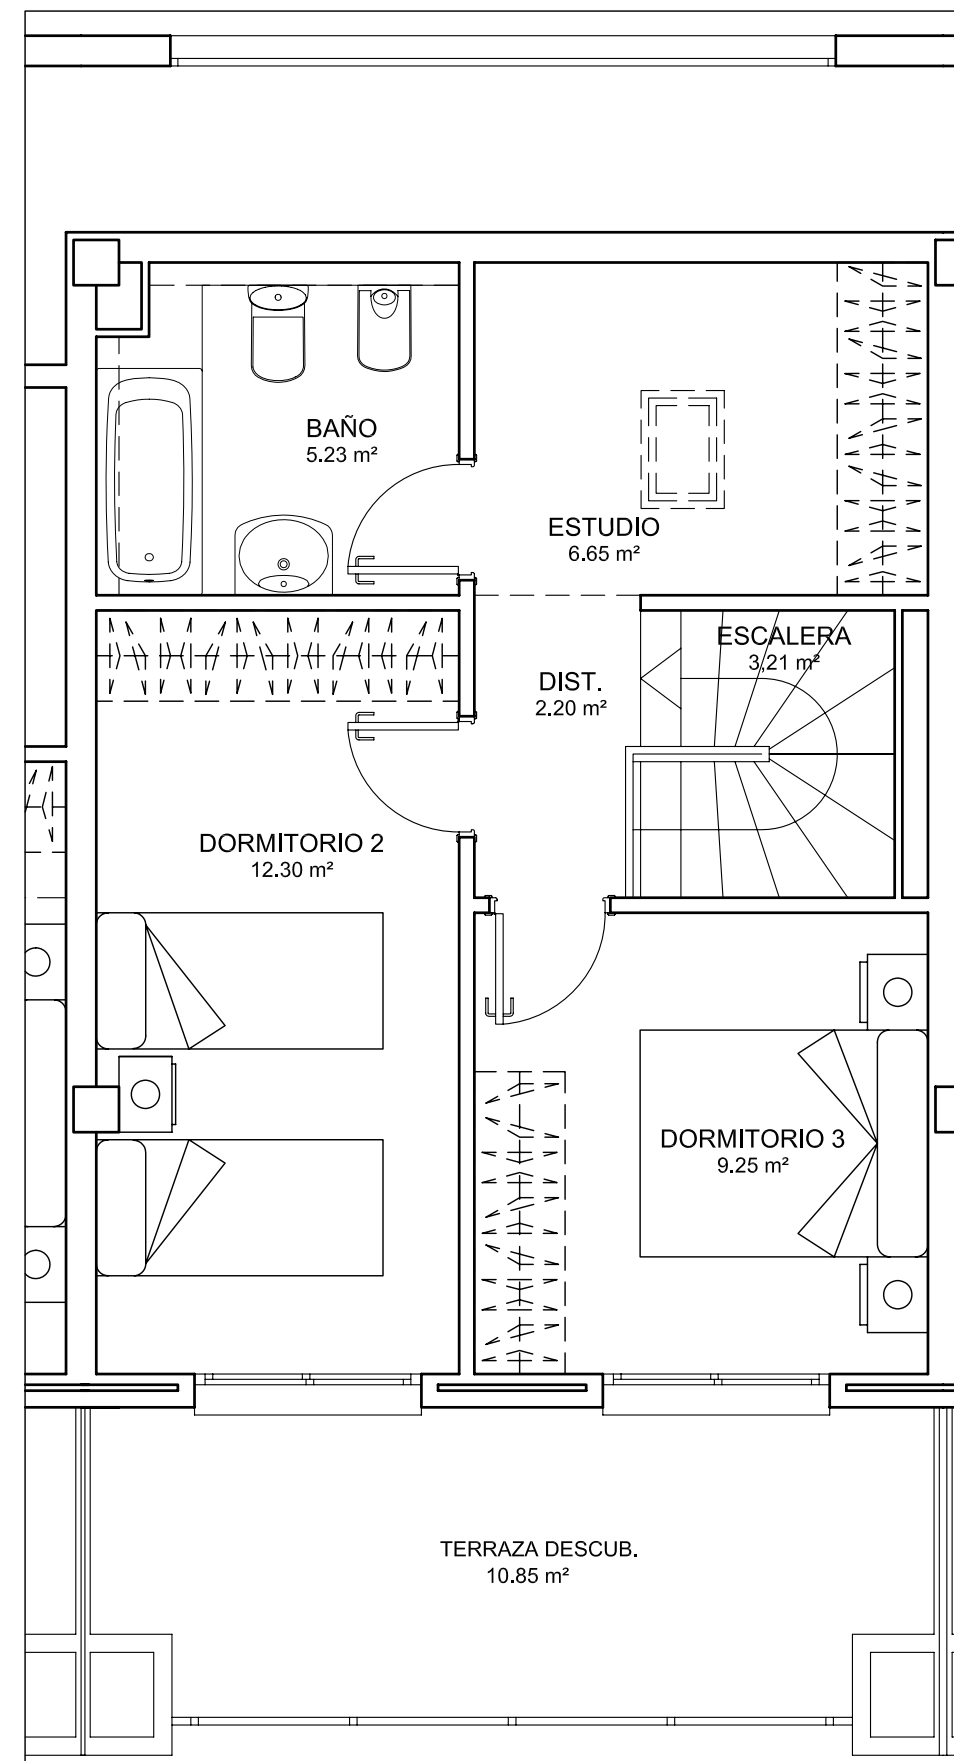 BAÑO
5.23 m²
ESTUDIO
6.65 m²
ESCALERA
3,21 m²
DIST.
2.20 m²
DORMITORIO 2
12.30 m²
DORMITORIO 3
9.25 m²
TERRAZA DESCUB.
10.85 m²